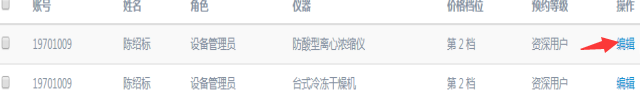 账号 姓名 角色 仪器 价格档位 预约等级 操作
19701009 陈绍标 设备管理员 防酸型离心浓缩仪 第 2 档 资深用户 编辑
19701009 陈绍标 设备管理员 台式冷冻干燥机 第 2 档 资深用户 编辑